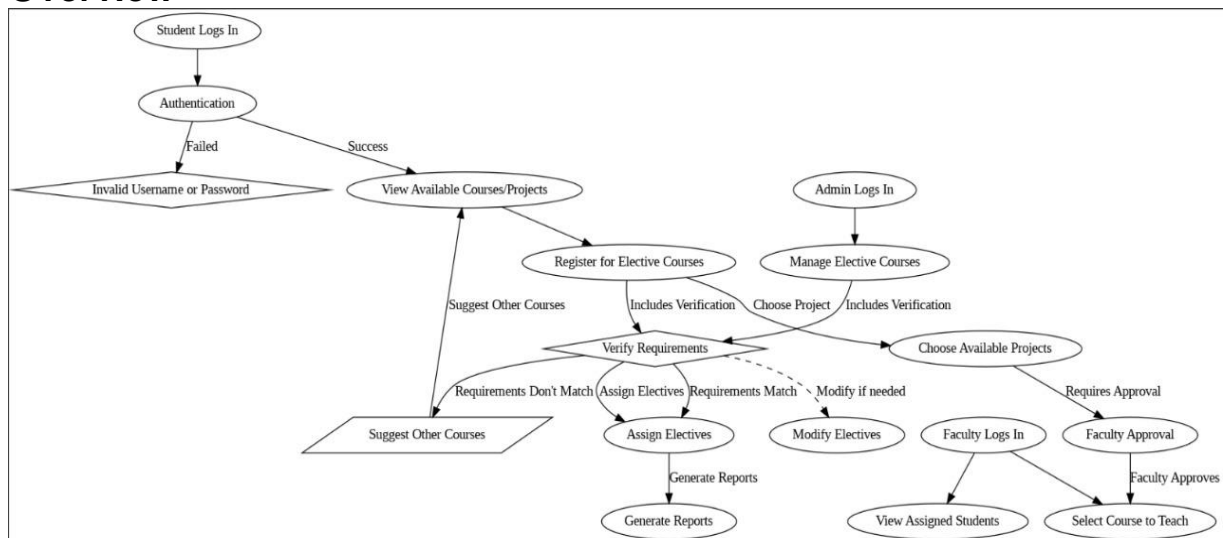 Student Logs In
Authentication
Failed
Success
Invalid Username or Password
View Available Courses/Projects
Admin Logs In
Register for Elective Courses
Manage Elective Courses
Suggest Other Courses
Includes Verification
Choose Project
Includes Verification
Verify Requirements
Choose Available Projects
Requirements Don't Match
Assign Electives
Requirements Match
Modify if needed
Requires Approval
Suggest Other Courses
Assign Electives
Modify Electives
Faculty Logs In
Faculty Approval
Generate Reports
Faculty Approves
Generate Reports
View Assigned Students
Select Course to Teach